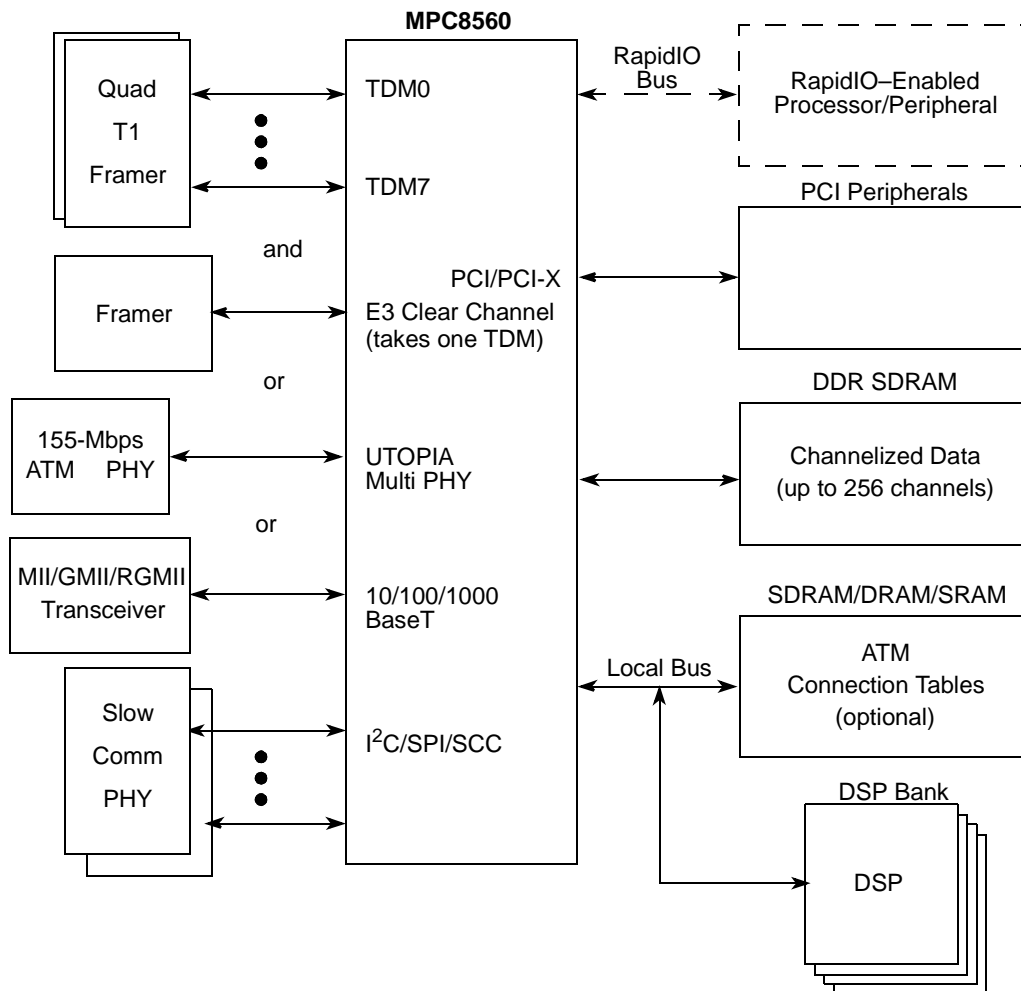 MPC8560
Quad
T1
Framer
TDM0
TDM7
and
Framer
E3 Clear Channel
(takes one TDM)
or
155-Mbps
ATM PHY
UTOPIA
Multi PHY
or
MII/GMII/RGMII
Transceiver
10/100/1000
BaseT
Slow
Comm
PHY
I²C/SPI/SCC
RapidIO
Bus
RapidIO–Enabled
Processor/Peripheral
PCI Peripherals
PCI/PCI-X
DDR SDRAM
Channelized Data
(up to 256 channels)
SDRAM/DRAM/SRAM
Local Bus
ATM
Connection Tables
(optional)
DSP Bank
DSP